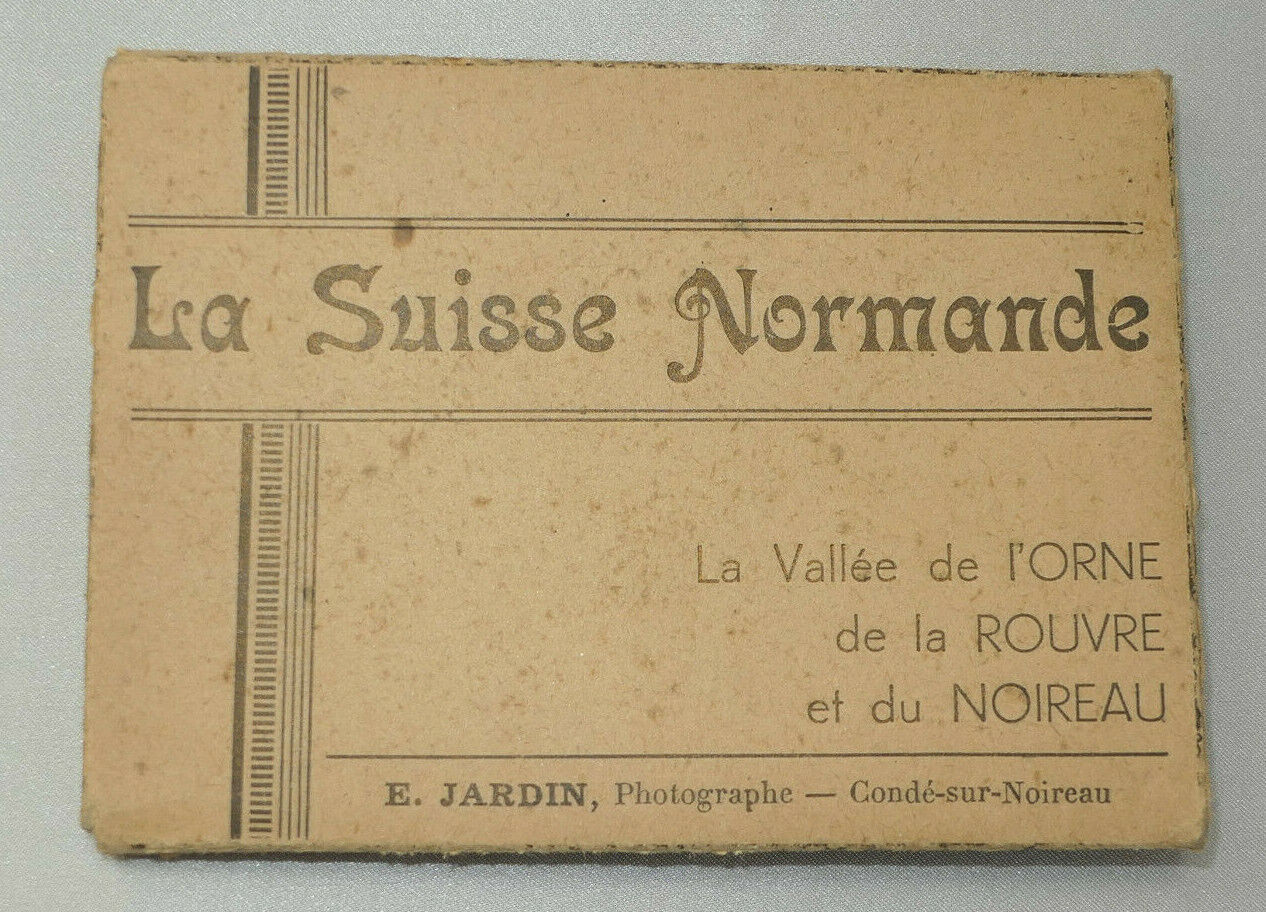 La Suisse Normande
La Vallée de l'ORNE
de la ROUVRE
et du NOIREAU
E. JARDIN, Photographe — Condé-sur-Noireau